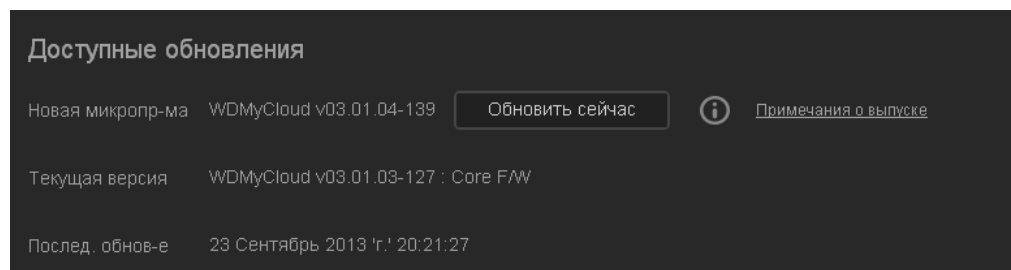 Доступные обновления
Новая микропр-ма WDMyCloud v03.01.04-139 Обновить сейчас Примечания о выпуске
Текущая версия WDMyCloud v03.01.03-127 : Core F/W
Послед. обнов-е 23 Сентябрь 2013 'г.' 20:21:27